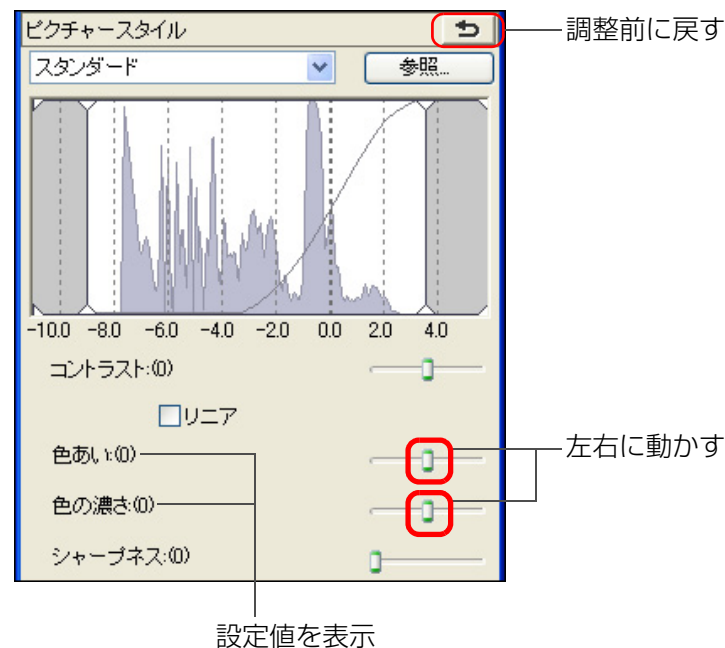 ピクチャースタイル
調整前に戻す
スタンダード
参照...
-10.0 -8.0 -6.0 -4.0 -2.0 0.0 2.0 4.0
コントラスト:(0)
リニア
色あい:(0)
左右に動かす
色の濃さ:(0)
シャープネス:(0)
設定値を表示